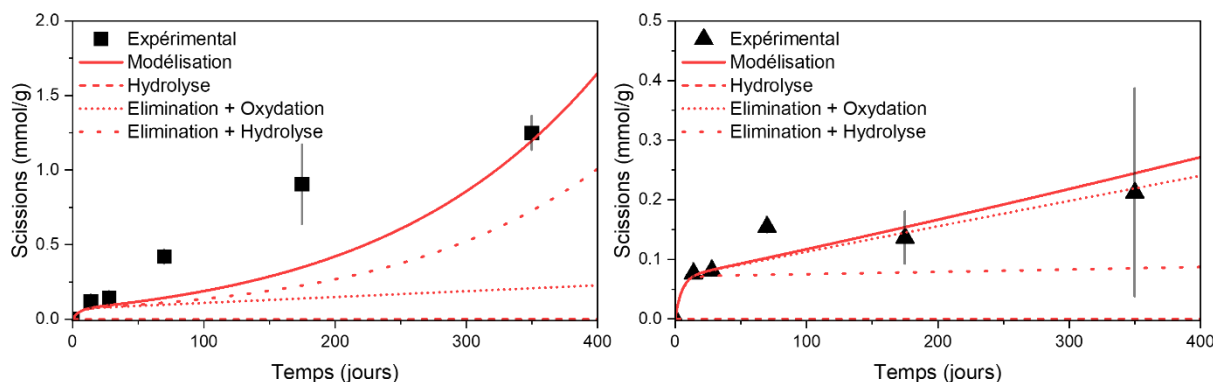 Scissions (mmol/g)
2.0
1.5
1.0
0.5
0.0
Expérimental
Modélisation
Hydrolyse
Elimination + Oxydation
Elimination + Hydrolyse
0
100
200
300
400
Temps (jours)
Scissions (mmol/g)
0.5
0.4
0.3
0.2
0.1
0.0
Expérimental
Modélisation
Hydrolyse
Elimination + Oxydation
Elimination + Hydrolyse
0
100
200
300
400
Temps (jours)